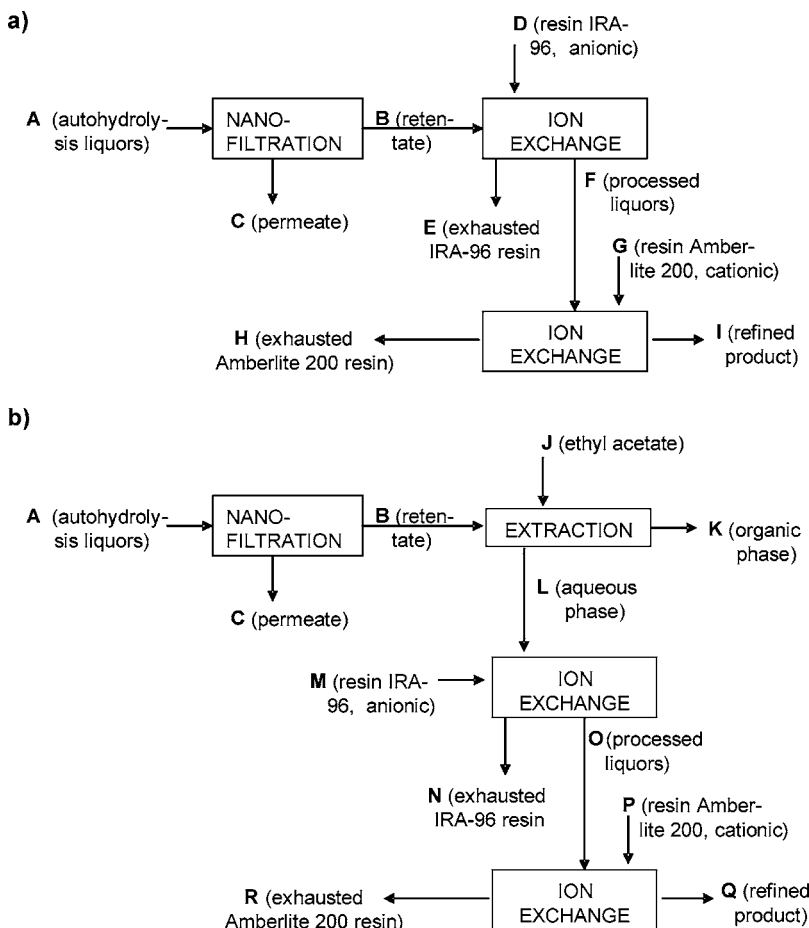 a)
D (resin IRA-
96, anionic)
A (autohydroly-
sis liquors)
NANO-
FILTRATION
B (reten-
tate)
ION
EXCHANGE
C (permeate)
E (exhausted
IRA-96 resin
F (processed
liquors)
G (resin Amber-
lite 200, cationic)
H (exhausted
Amberlite 200 resin)
ION
EXCHANGE
I (refined
product)
b)
J (ethyl acetate)
A (autohydroly-
sis liquors)
NANO-
FILTRATION
B (reten-
tate)
EXTRACTION
K (organic
phase)
C (permeate)
L (aqueous
phase)
M (resin IRA-
96, anionic)
ION
EXCHANGE
N (exhausted
IRA-96 resin
O (processed
liquors)
P (resin Amber-
lite 200, cationic)
R (exhausted
Amberlite 200 resin)
ION
EXCHANGE
Q (refined
product)